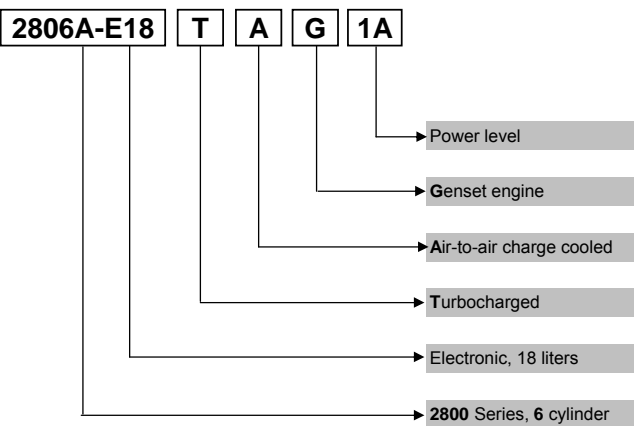 2806A-E18 T A G 1A
Power level
Genset engine
Air-to-air charge cooled
Turbocharged
Electronic, 18 liters
2800 Series, 6 cylinder